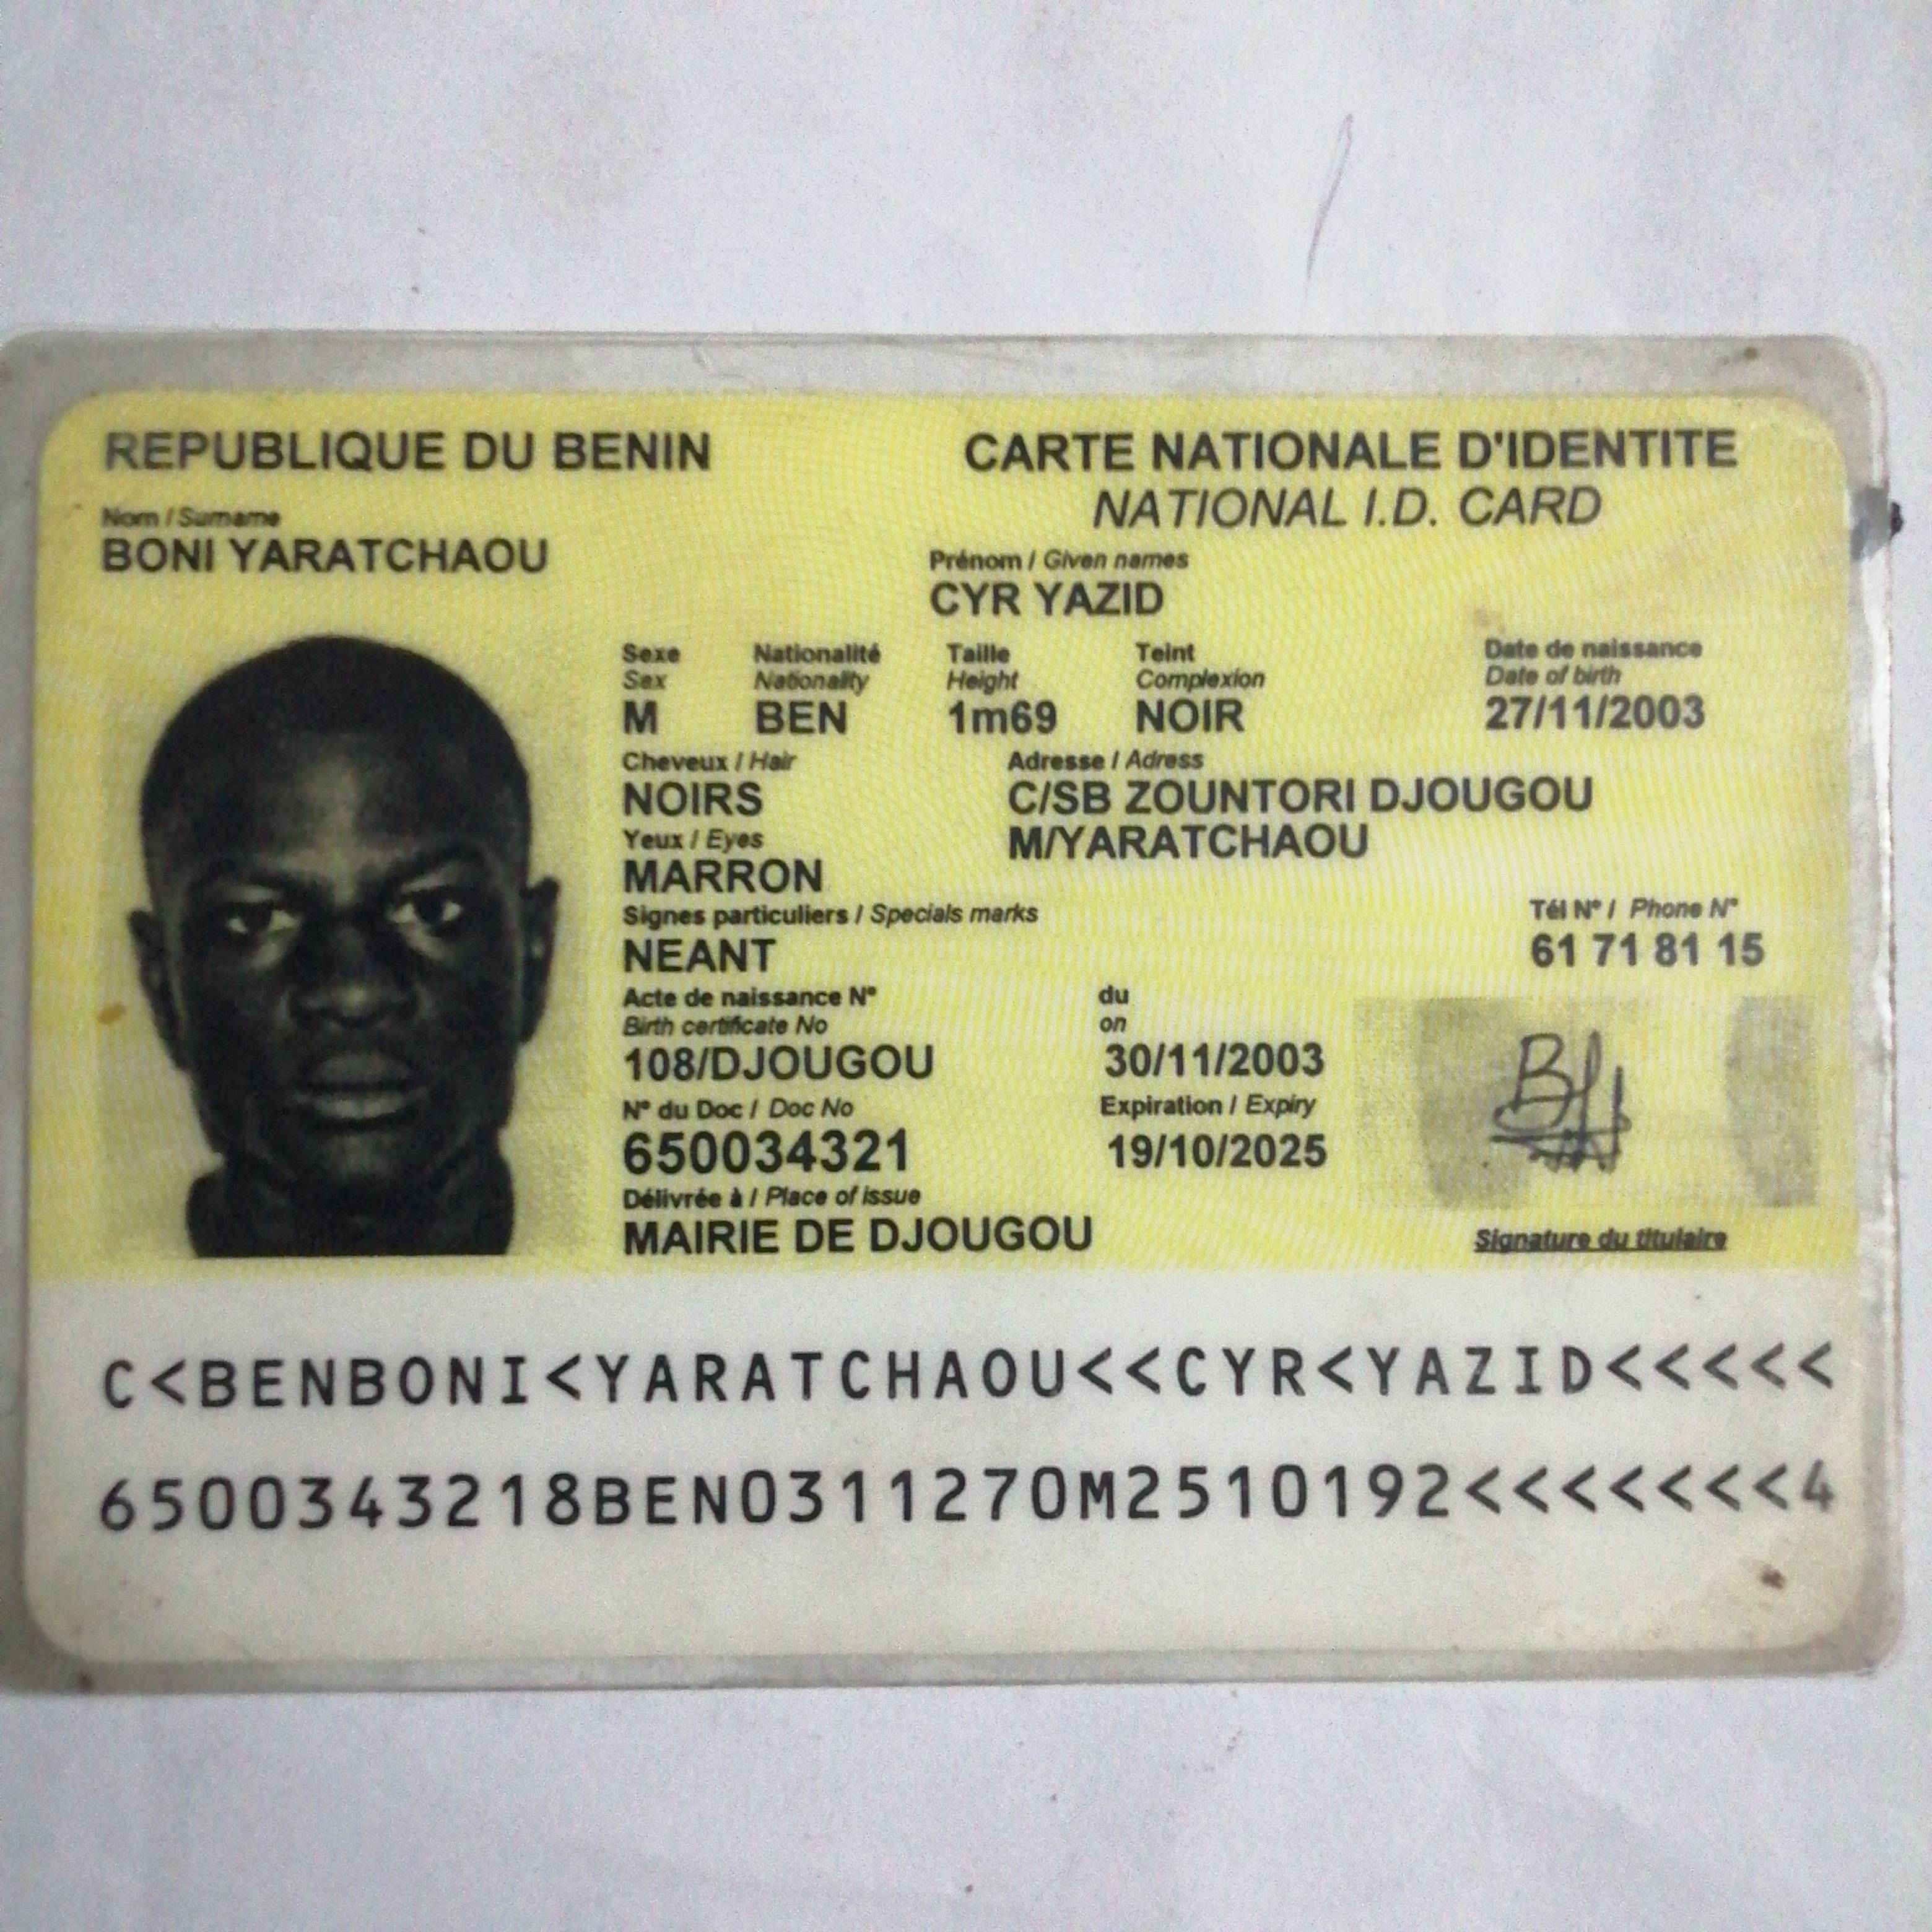 REPUBLIQUE DU BENIN
CARTE NATIONALE D'IDENTITE
NATIONAL I.D. CARD
Nom / Surname
BONI YARATCHAOU
Prénom / Given names
CYR YAZID
Sexe Nationalité Taille Teint Date de naissance
Sex Nationality Height Complexion Date of birth
M BEN 1m69 NOIR 27/11/2003
Cheveux / Hair Adresse / Adress
NOIRS C/SB ZOUNTORI DJOUGOU
Yeux / Eyes M/YARATCHAOU
MARRON
Signes particuliers / Specials marks Tél N° / Phone N°
NEANT 61 71 81 15
Acte de naissance N° du
Birth certificate No on
108/DJOUGOU 30/11/2003
N° du Doc / Doc No Expiration / Expiry
650034321 19/10/2025
Délivrée à / Place of issue
MAIRIE DE DJOUGOU Signature du titulaire
C<BENBONI<YARATCHAOU<<CYR<YAZID<<<<<
6500343218BEN0311270M2510192<<<<<<<4